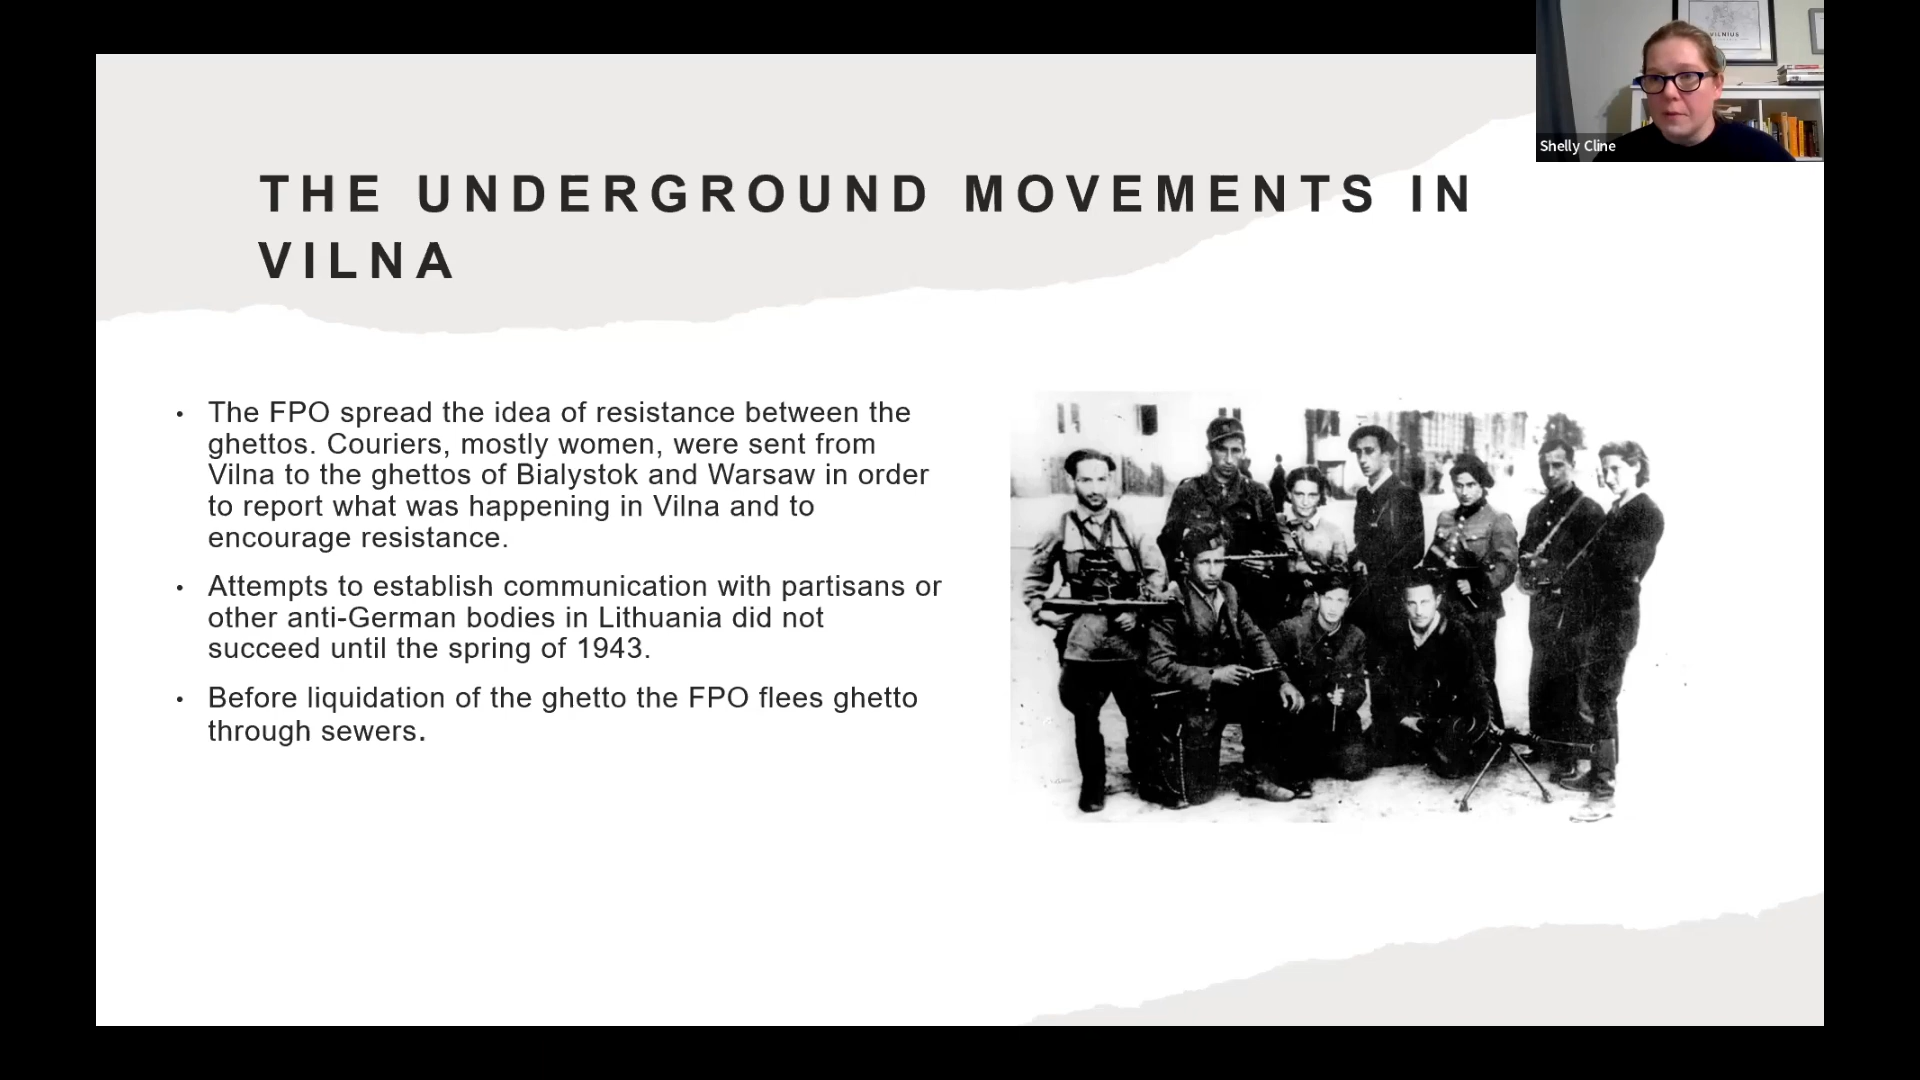 VILNIUS
Shelly Cline
THE UNDERGROUND MOVEMENTS IN
VILNA
• The FPO spread the idea of resistance between the
ghettos. Couriers, mostly women, were sent from
Vilna to the ghettos of Bialystok and Warsaw in order
to report what was happening in Vilna and to
encourage resistance.
• Attempts to establish communication with partisans or
other anti-German bodies in Lithuania did not
succeed until the spring of 1943.
• Before liquidation of the ghetto the FPO flees ghetto
through sewers.